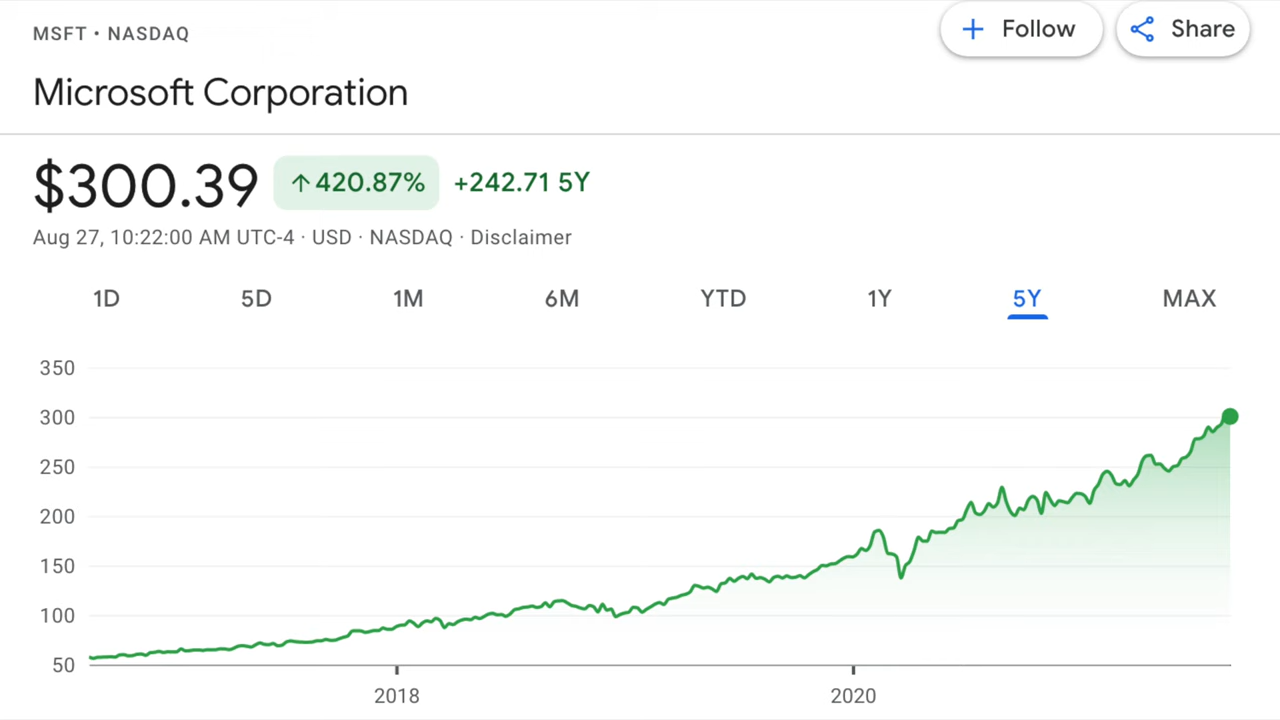 MSFT • NASDAQ
Follow
Share
Microsoft Corporation
$300.39 ↑420.87% +242.71 5Y
Aug 27, 10:22:00 AM UTC-4 · USD · NASDAQ · Disclaimer
1D 5D 1M 6M YTD 1Y 5Y MAX
350
300
250
200
150
100
50
2018 2020